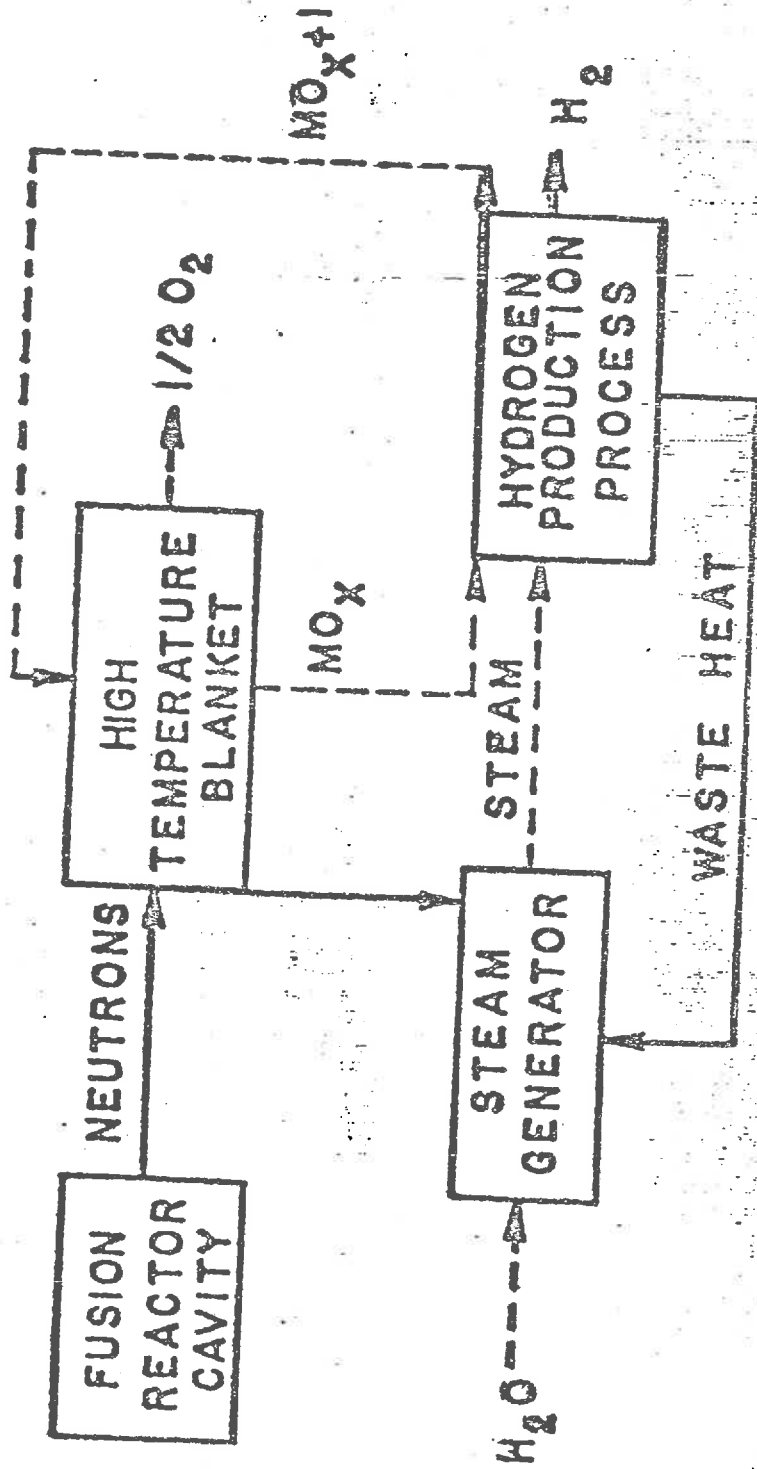 FUSION
REACTOR
CAVITY
NEUTRONS
HIGH
TEMPERATURE
BLANKET
1/2 O₂
MOₓ+1
MOₓ
H₂O
STEAM
GENERATOR
STEAM
HYDROGEN
PRODUCTION
PROCESS
H₂
WASTE HEAT